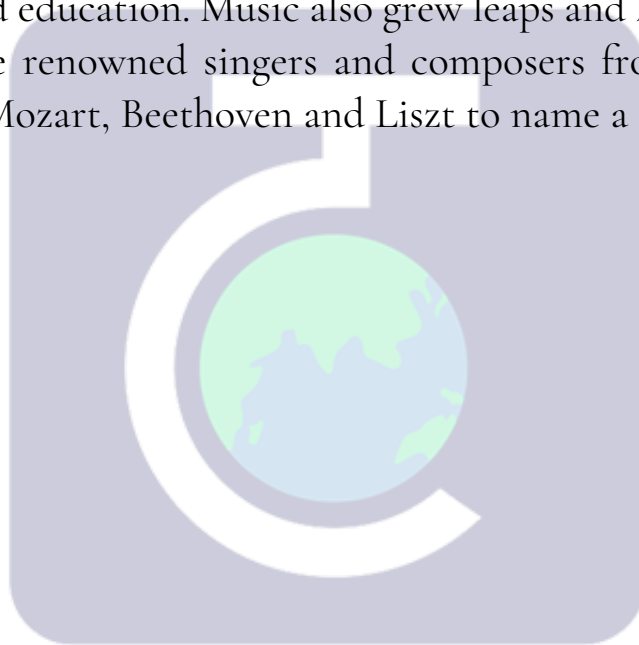 education. Music also grew leaps and
renowned singers and composers
Mozart, Beethoven and Liszt to name a